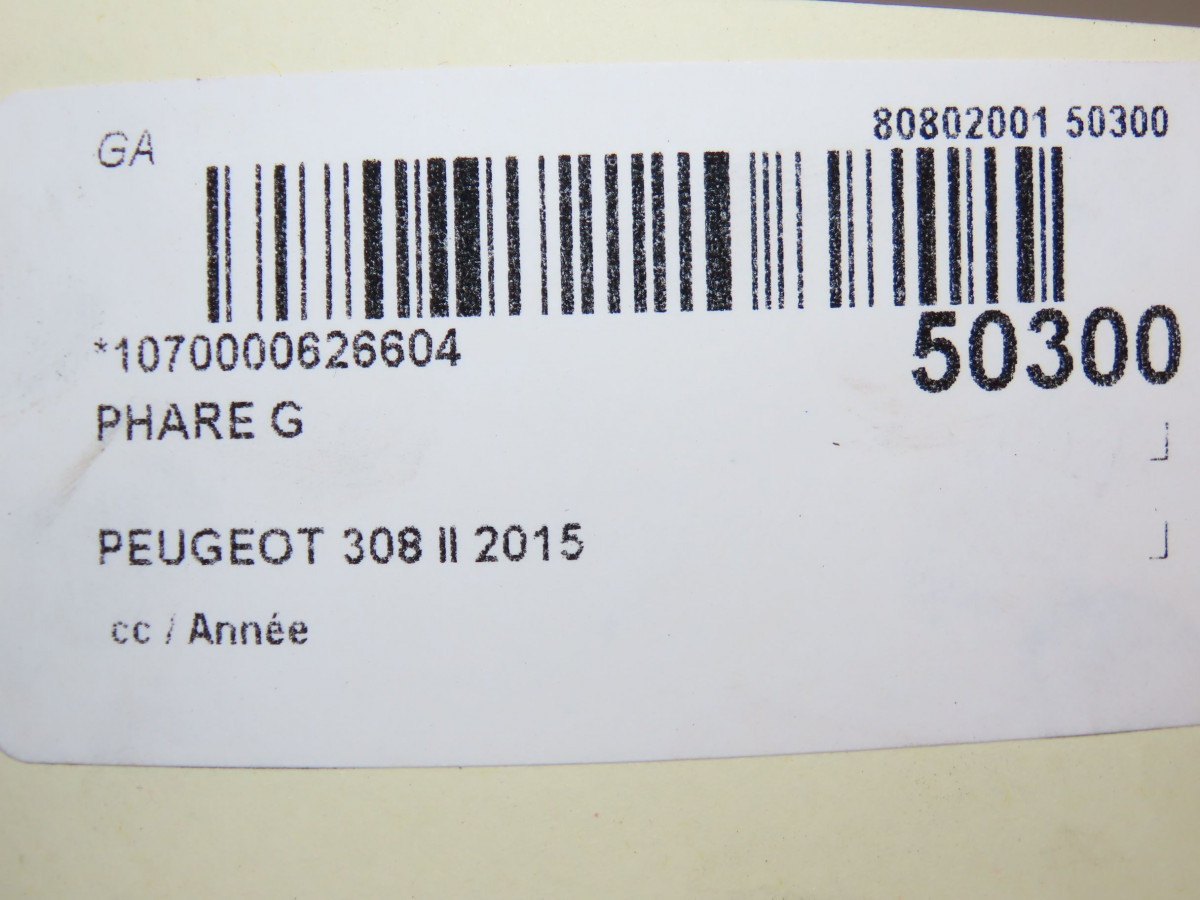 GA
80802001 50300
*1070000626604
50300
PHARE G
PEUGEOT 308 II 2015
cc / Année